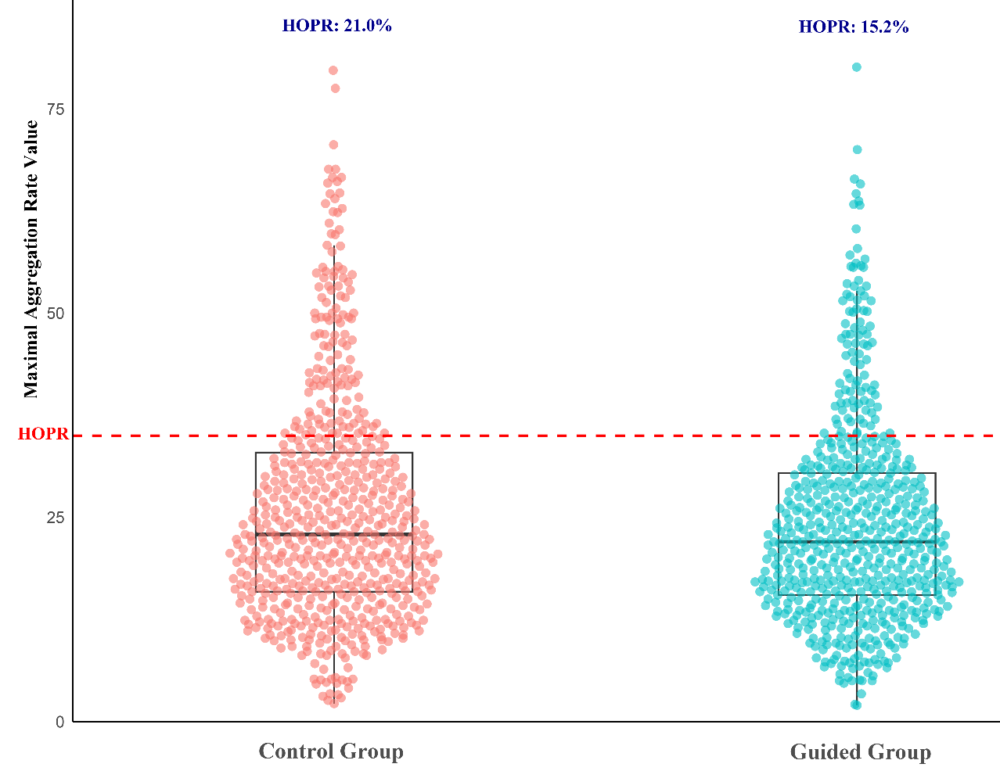 HOPR: 21.0%
HOPR: 15.2%
Maximal Aggregation Rate Value
75
50
HOPR
25
0
Control Group
Guided Group